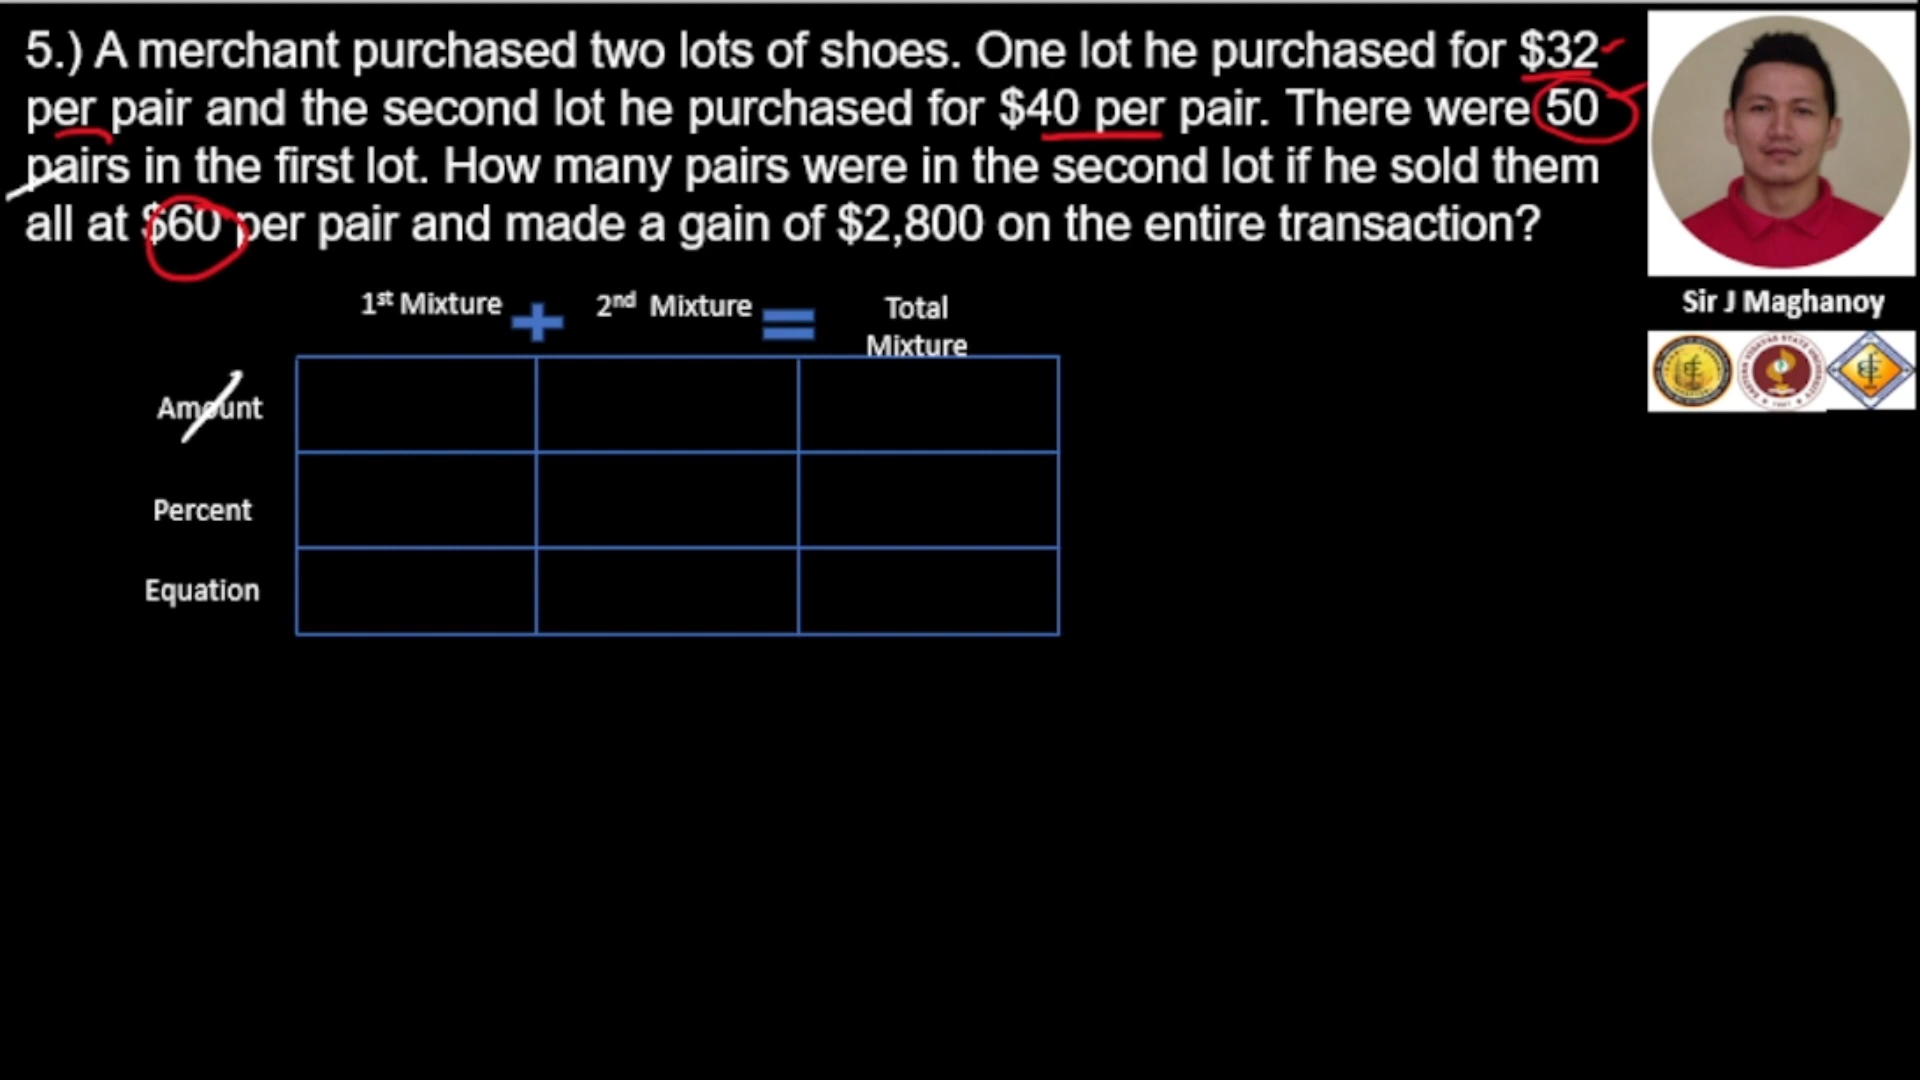 5.) A merchant purchased two lots of shoes. One lot he purchased for $32
per pair and the second lot he purchased for $40 per pair. There were 50
pairs in the first lot. How many pairs were in the second lot if he sold them
all at $60 per pair and made a gain of $2,800 on the entire transaction?
1st Mixture + 2nd Mixture = Total
Mixture
Amount
Percent
Equation
Sir J Maghanoy